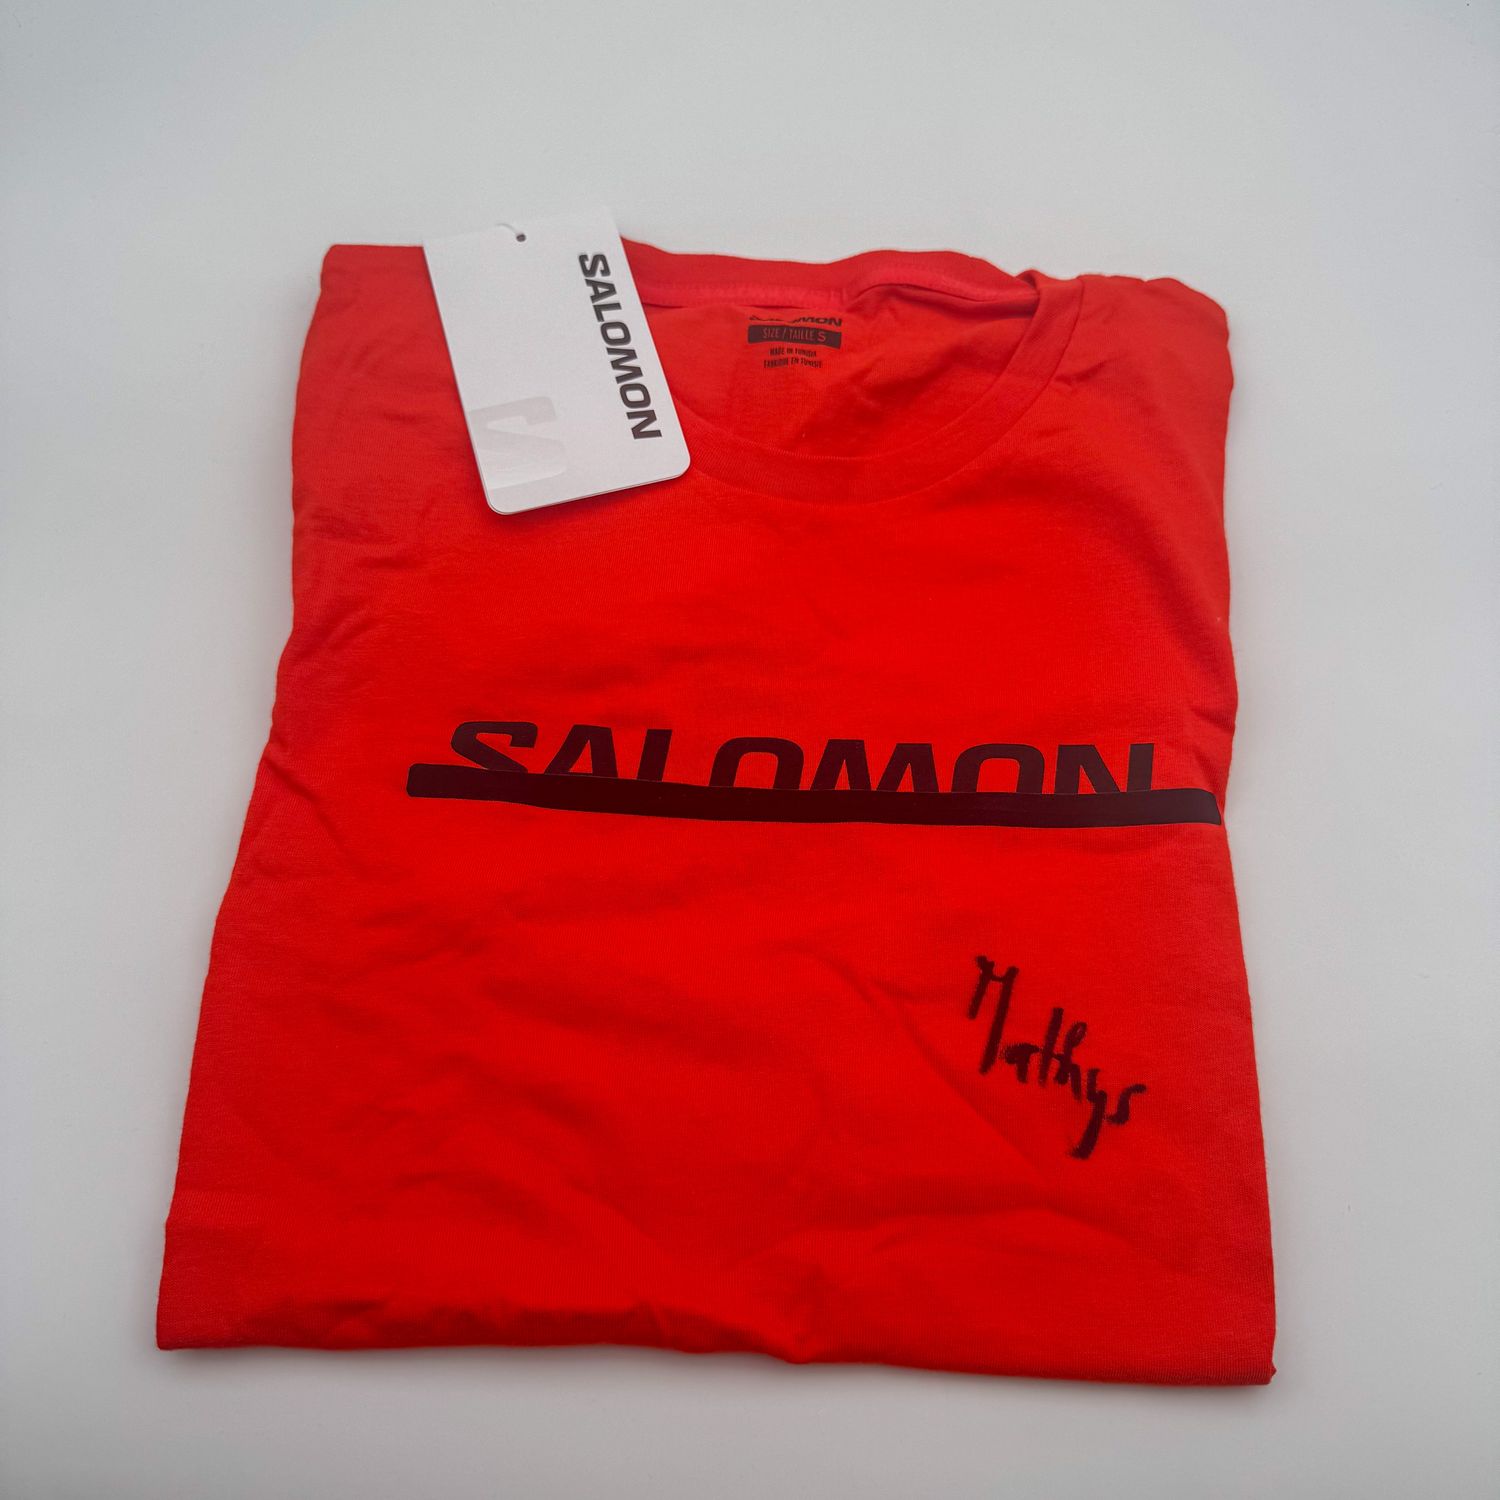 SALOMON
SALOMON
SIZE / TAILLE S
MADE IN TUNISIA
FABRIQUÉ EN TUNISIE
SALOMON
Mathys